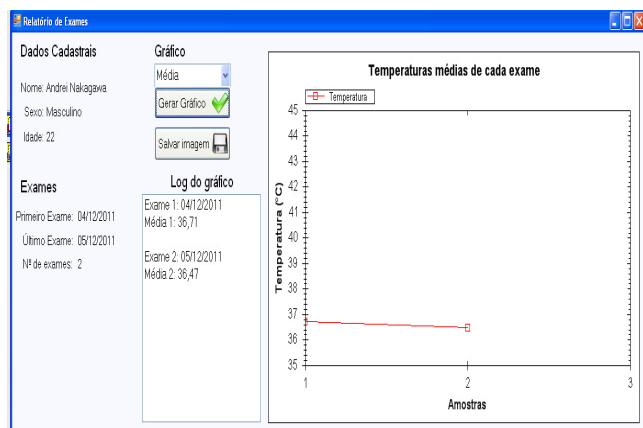 Relatório de Exames
Dados Cadastrais
Nome: Andrei Nakagawa
Sexo: Masculino
Idade: 22
Exames
Primeiro Exame: 04/12/2011
Último Exame: 05/12/2011
Nº de exames: 2
Gráfico
Média
Gerar Gráfico
Salvar imagem
Log do gráfico
Exame 1: 04/12/2011
Média 1: 36,71
Exame 2: 05/12/2011
Média 2: 36,47
Temperaturas médias de cada exame
Temperatura
Temperatura (°C)
45
44
43
42
41
40
39
38
37
36
35
1 2 3
Amostras